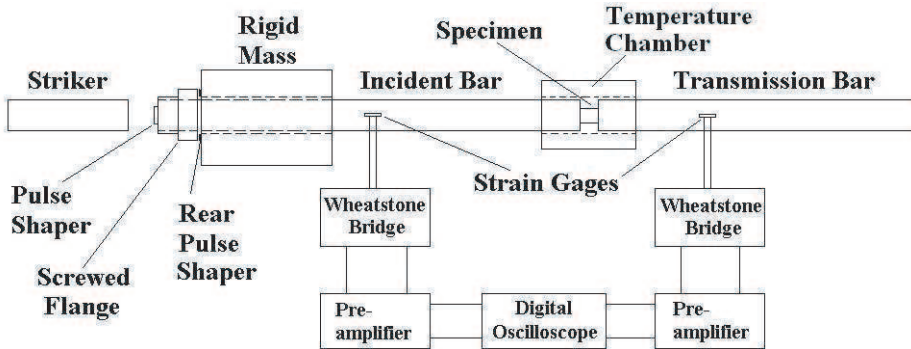 Striker
Rigid
Mass
Incident Bar
Specimen
Temperature
Chamber
Transmission Bar
Pulse
Shaper
Screwed
Flange
Rear
Pulse
Shaper
Strain Gages
Wheatstone
Bridge
Wheatstone
Bridge
Pre-
amplifier
Digital
Oscilloscope
Pre-
amplifier